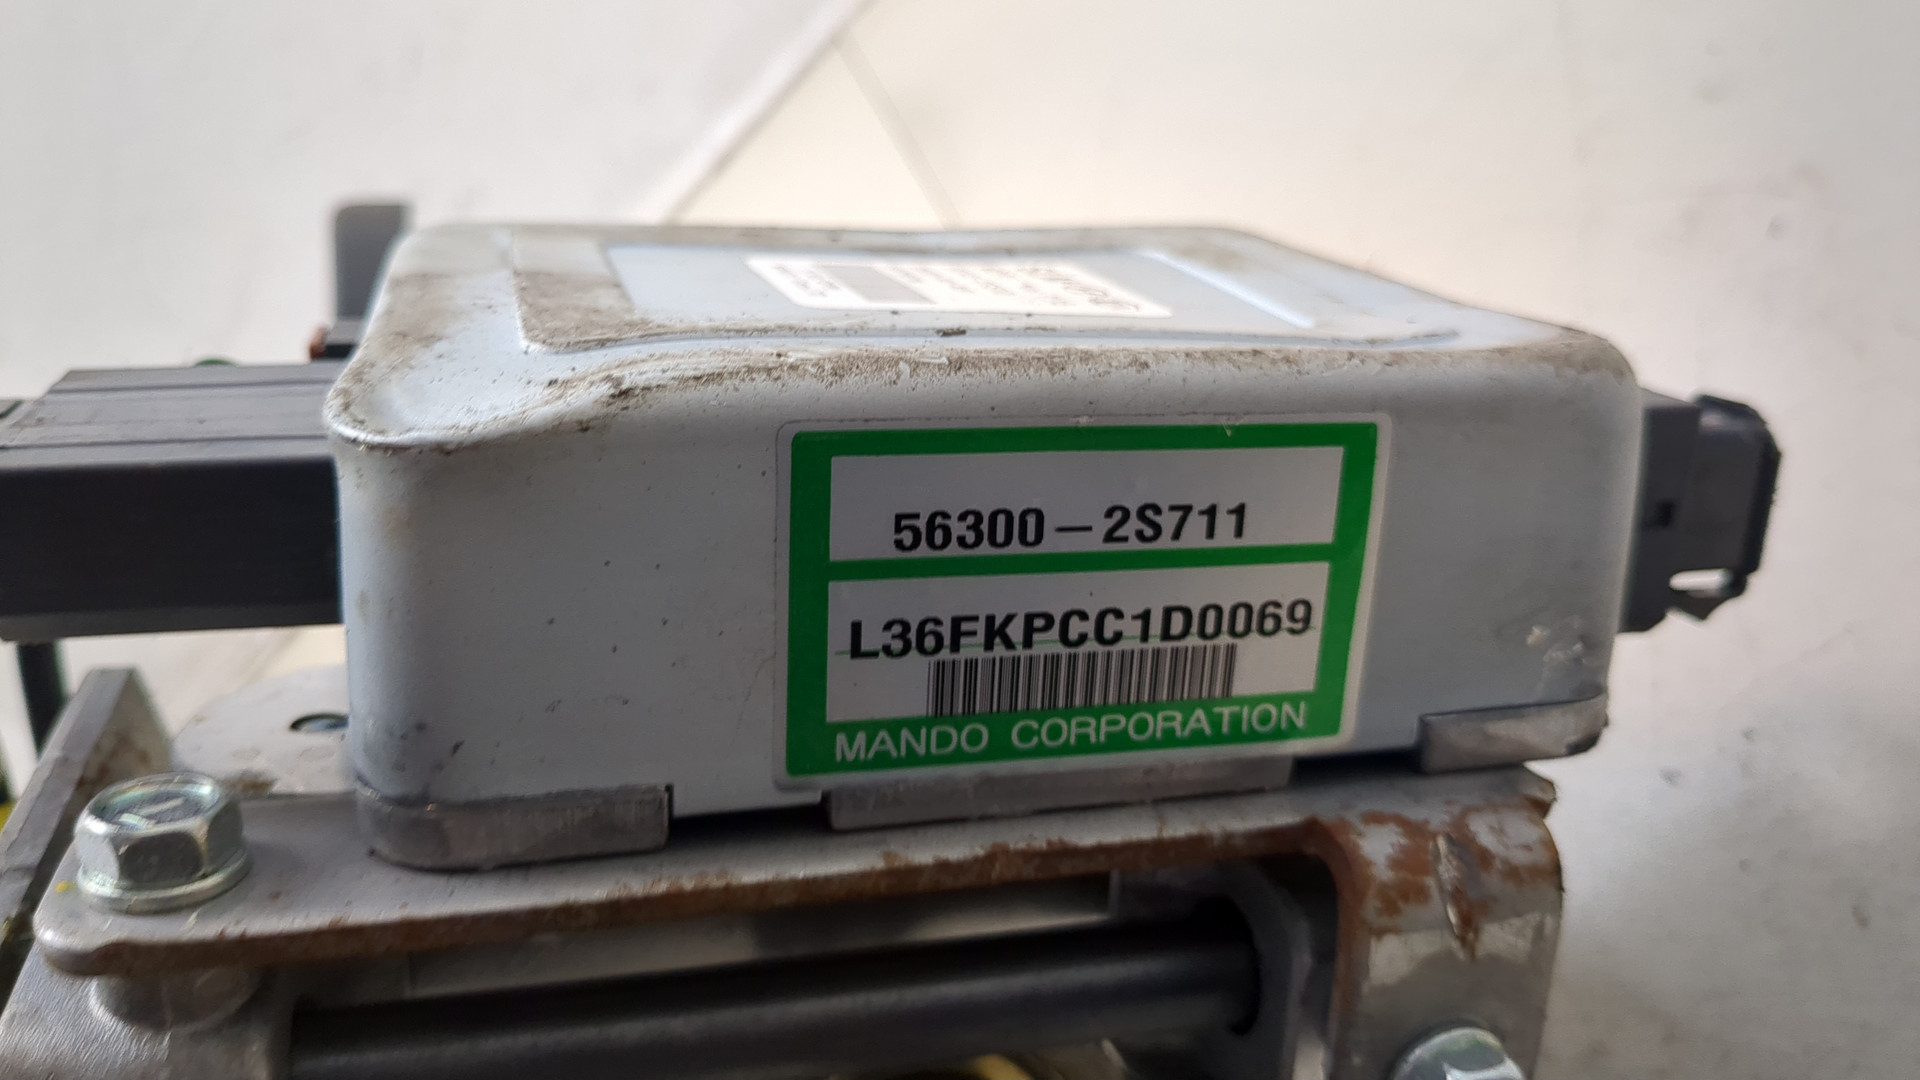 56300-2S711
L36FKPCC1D0069
MANDO CORPORATION